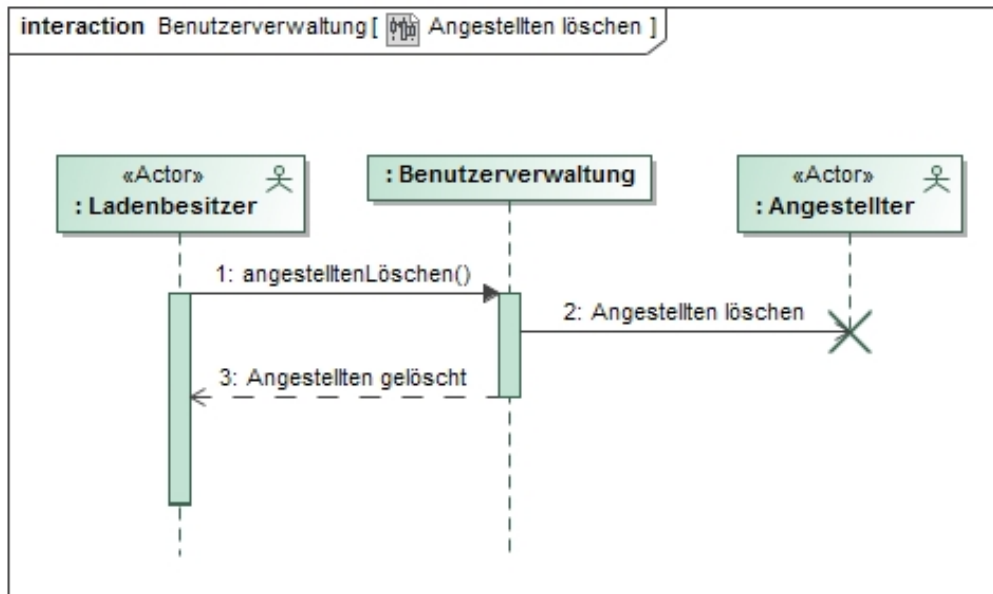 interaction Benutzerverwaltung [ Angestellten löschen ]
«Actor»
: Ladenbesitzer
: Benutzerverwaltung
«Actor»
: Angestellter
1: angestelltenLöschen()
2: Angestellten löschen
3: Angestellten gelöscht